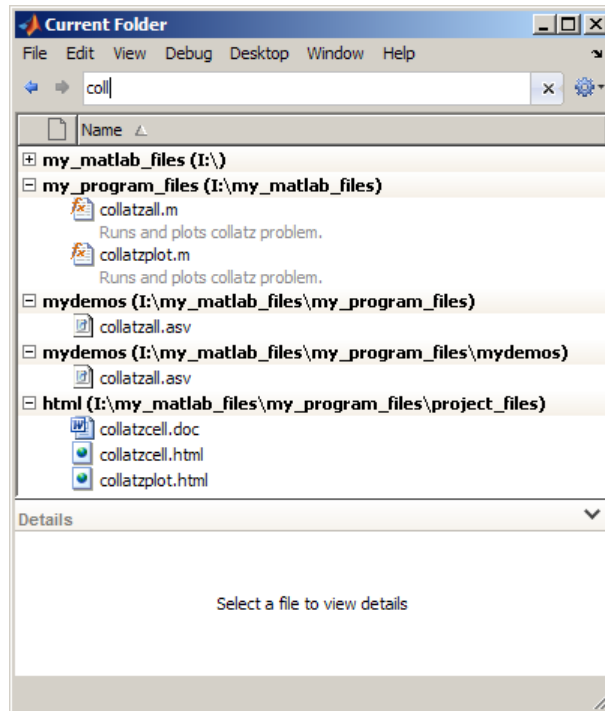 Current Folder
File Edit View Debug Desktop Window Help
coll
Name
my_matlab_files (I:\)
my_program_files (I:\my_matlab_files)
collatzall.m
Runs and plots collatz problem.
collatzplot.m
Runs and plots collatz problem.
mydemos (I:\my_matlab_files\my_program_files)
collatzall.asv
mydemos (I:\my_matlab_files\my_program_files\mydemos)
collatzall.asv
html (I:\my_matlab_files\my_program_files\project_files)
collatzcell.doc
collatzcell.html
collatzplot.html
Details
Select a file to view details